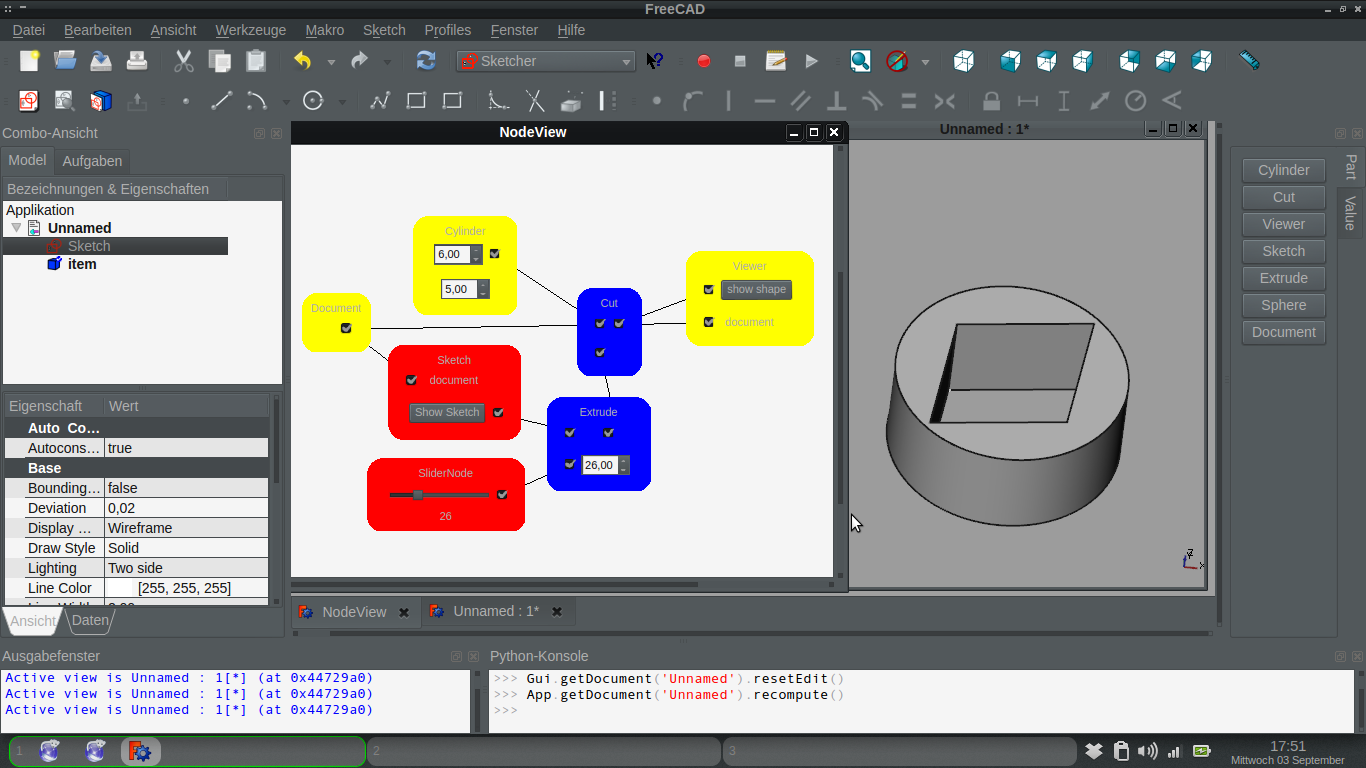 FreeCAD
Datei Bearbeiten Ansicht Werkzeuge Makro Sketch Profiles Fenster Hilfe
Sketcher
Combo-Ansicht
Model Aufgaben
Bezeichnungen & Eigenschaften
Applikation
Unnamed
Sketch
item
Eigenschaft Wert
Auto Co...
Autocons... true
Base
Bounding... false
Deviation 0,02
Display ... Wireframe
Draw Style Solid
Lighting Two side
Line Color [255, 255, 255]
Ansicht Daten
NodeView
Cylinder
6,00
5,00
Document
Viewer
show shape
document
Cut
Sketch
document
Show Sketch
Extrude
26,00
SliderNode
26
NodeView Unnamed : 1*
Unnamed : 1*
Z
x
Cylinder
Cut
Viewer
Sketch
Extrude
Sphere
Document
Part
Value
Ausgabefenster
Active view is Unnamed : 1[*] (at 0x44729a0)
Active view is Unnamed : 1[*] (at 0x44729a0)
Active view is Unnamed : 1[*] (at 0x44729a0)
Python-Konsole
>>> Gui.getDocument('Unnamed').resetEdit()
>>> App.getDocument('Unnamed').recompute()
>>>
1 2 3
17:51
Mittwoch 03 September